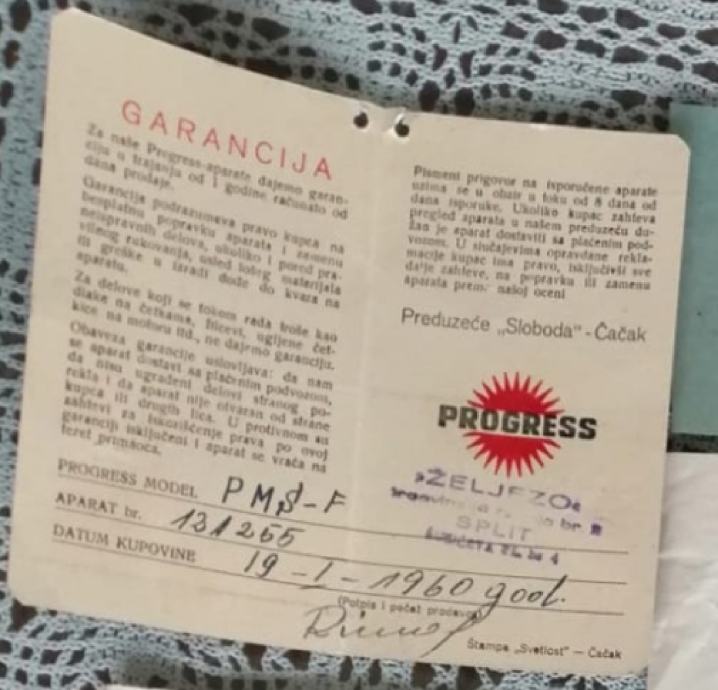 GARANCIJA
Za naše Progress-aparate dajemo garan-
ciju u trajanju od 1 godine računato od
dana prodaje.
Garancija podrazumeva pravo kupca na
besplatnu popravku aparata i zamenu
neispravnih delova, ukoliko i pored pra-
vilnog rukovanja, usled lošeg materijala
ili greške u izradi dođe do kvara na
aparatu.
Za delove koji se tokom rada troše kao
dlake na četkama, filcevi, ugljene čet-
kice na motoru itd., ne dajemo garanciju.
Obaveza garancije uslovljava: da nam
se aparat dostavi sa plaćenim podvozom,
da nisu ugrađeni delovi stranog po-
rekla i da aparat nije otvaran od strane
kupca ili drugih lica. U protivnom su
zahtevi za iskorišćenje prava po ovoj
garanciji isključeni i aparat se vraća na
teret primaoca.
PROGRESS MODEL PMŠ-F
APARAT br. 131255
DATUM KUPOVINE 19-I-1960 god.
(Potpis i pečat prodavca)
Pismeni prigovor na isporučene aparate
uzima se u obzir u toku od 8 dana od
dana isporuke. Ukoliko kupac zahteva
pregled aparata u našem preduzeću du-
žan je aparat dostaviti sa plaćenim pod-
vozom. U slučajevima opravdane rekla-
macije kupac ima pravo, isključivši sve
dalje zahteve, na popravku ili zamenu
aparata prema našoj oceni
Preduzeće „Sloboda" - Čačak
PROGRESS
»ŽELJEZO«
br.
SPLIT
Štampa „Svetlost" — Čačak